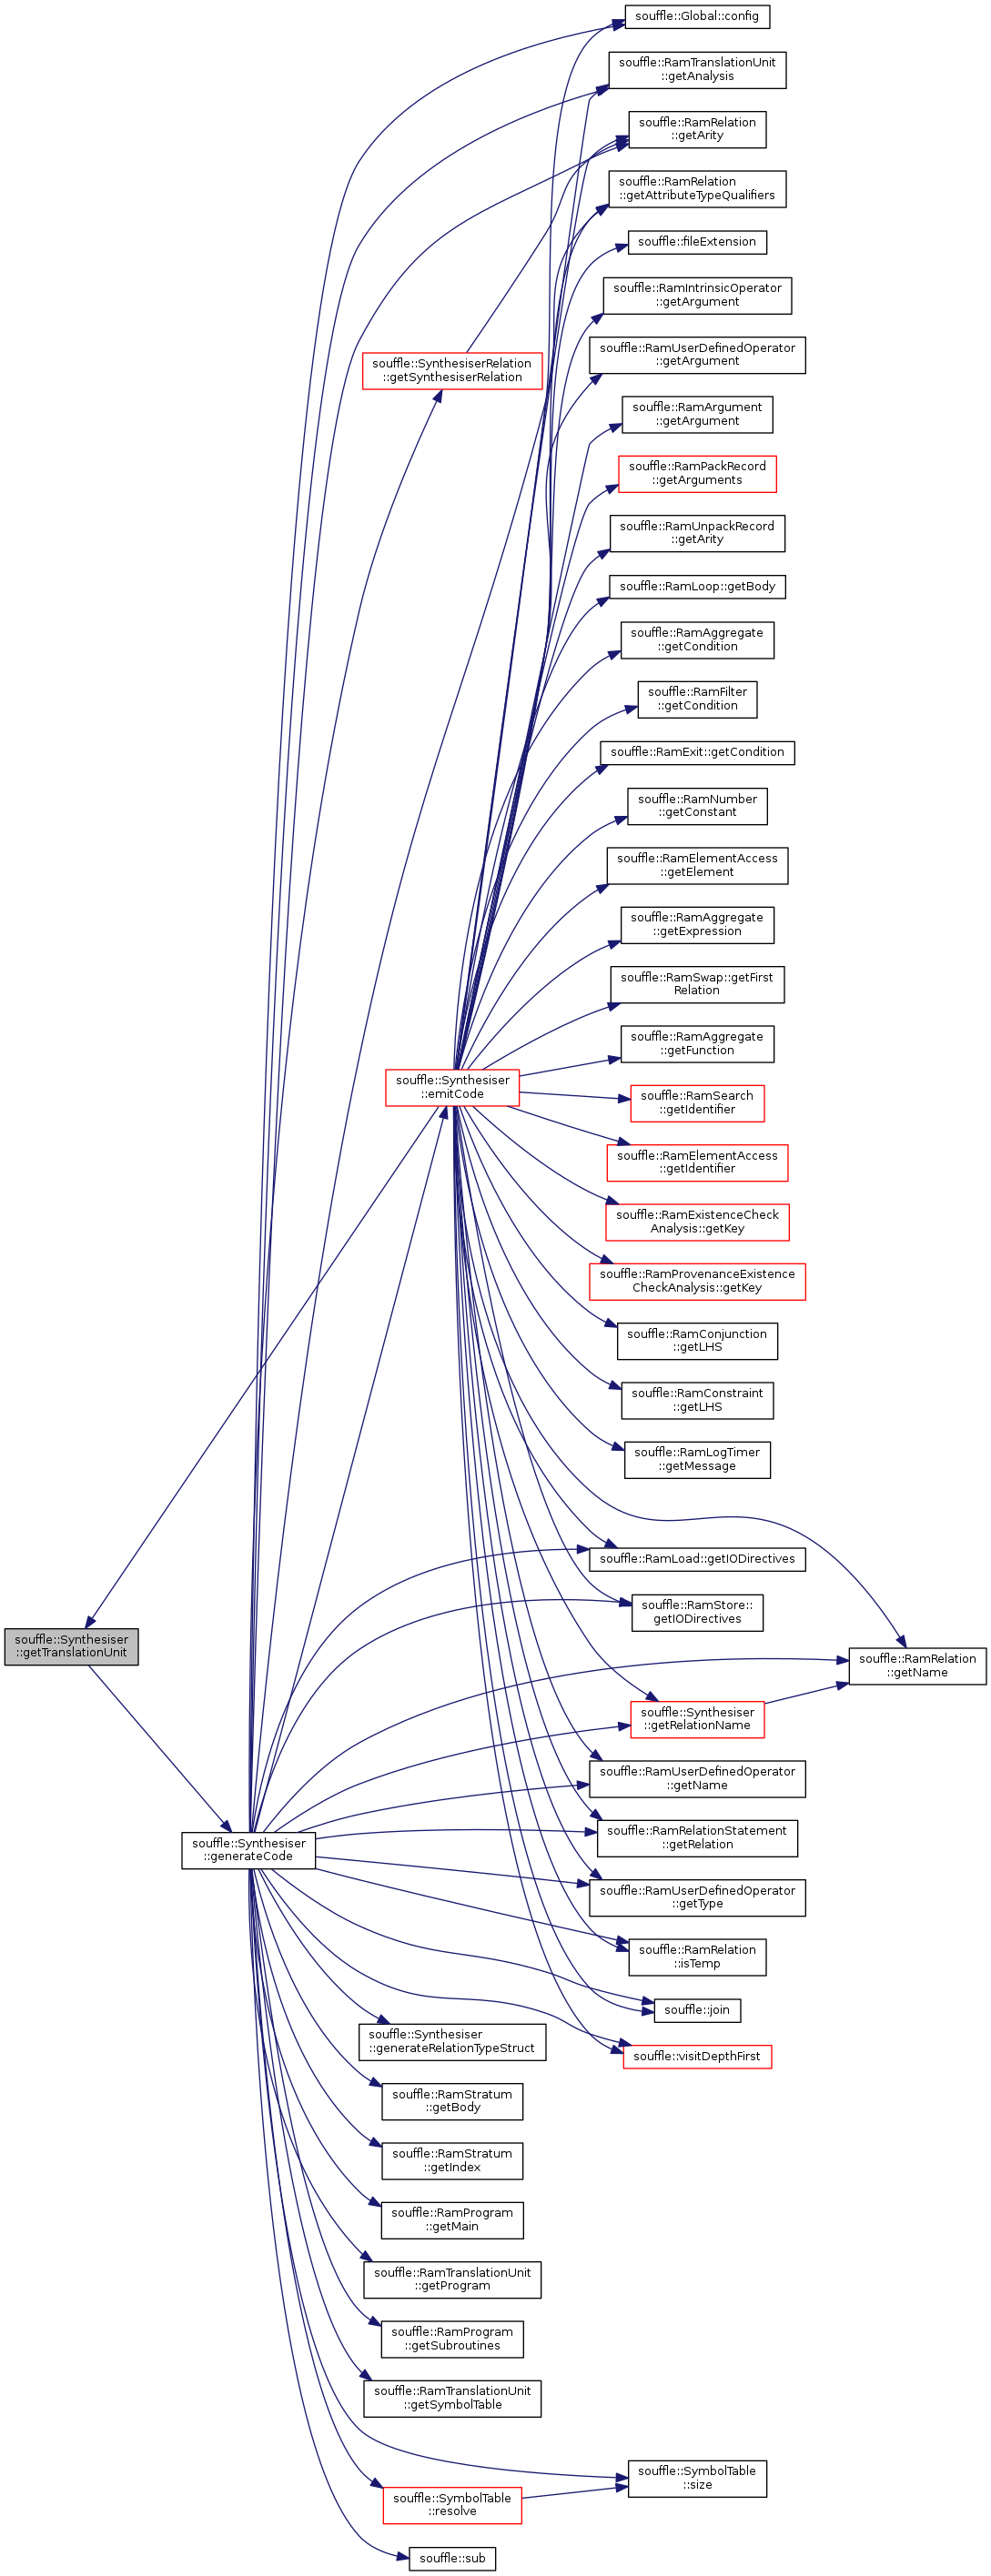 souffle::Global::config
souffle::RamTranslationUnit
::getAnalysis
souffle::RamRelation
::getArity
souffle::RamRelation
::getAttributeTypeQualifiers
souffle::fileExtension
souffle::RamIntrinsicOperator
::getArgument
souffle::RamUserDefinedOperator
::getArgument
souffle::SynthesiserRelation
::getSynthesiserRelation
souffle::RamArgument
::getArgument
souffle::RamPackRecord
::getArguments
souffle::RamUnpackRecord
::getArity
souffle::RamLoop::getBody
souffle::RamAggregate
::getCondition
souffle::RamFilter
::getCondition
souffle::RamExit::getCondition
souffle::RamNumber
::getConstant
souffle::RamElementAccess
::getElement
souffle::RamAggregate
::getExpression
souffle::RamSwap::getFirst
Relation
souffle::RamAggregate
::getFunction
souffle::Synthesiser
::emitCode
souffle::RamSearch
::getIdentifier
souffle::RamElementAccess
::getIdentifier
souffle::RamExistenceCheck
Analysis::getKey
souffle::RamProvenanceExistence
CheckAnalysis::getKey
souffle::RamConjunction
::getLHS
souffle::RamConstraint
::getLHS
souffle::RamLogTimer
::getMessage
souffle::RamLoad::getIODirectives
souffle::RamStore::
getIODirectives
souffle::Synthesiser
::getTranslationUnit
souffle::RamRelation
::getName
souffle::Synthesiser
::getRelationName
souffle::RamUserDefinedOperator
::getName
souffle::RamRelationStatement
::getRelation
souffle::Synthesiser
::generateCode
souffle::RamUserDefinedOperator
::getType
souffle::RamRelation
::isTemp
souffle::join
souffle::Synthesiser
::generateRelationTypeStruct
souffle::visitDepthFirst
souffle::RamStratum
::getBody
souffle::RamStratum
::getIndex
souffle::RamProgram
::getMain
souffle::RamTranslationUnit
::getProgram
souffle::RamProgram
::getSubroutines
souffle::RamTranslationUnit
::getSymbolTable
souffle::SymbolTable
::size
souffle::SymbolTable
::resolve
souffle::sub